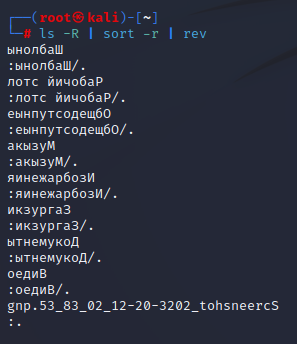 ┌──(root㉿kali)-[~]
└─# ls -R | sort -r | rev
ынолбаШ
:ынолбаШ/.
лотс йичобаР
:лотс йичобаР/.
еынпутсодещбО
:еынпутсодещбО/.
акызуМ
:акызуМ/.
яинежарбозИ
:яинежарбозИ/.
икзургаЗ
:икзургаЗ/.
ытнемукоД
:ытнемукоД/.
оедиВ
:оедиВ/.
gnp.53_83_02_12-20-3202_tohsneercS
:.